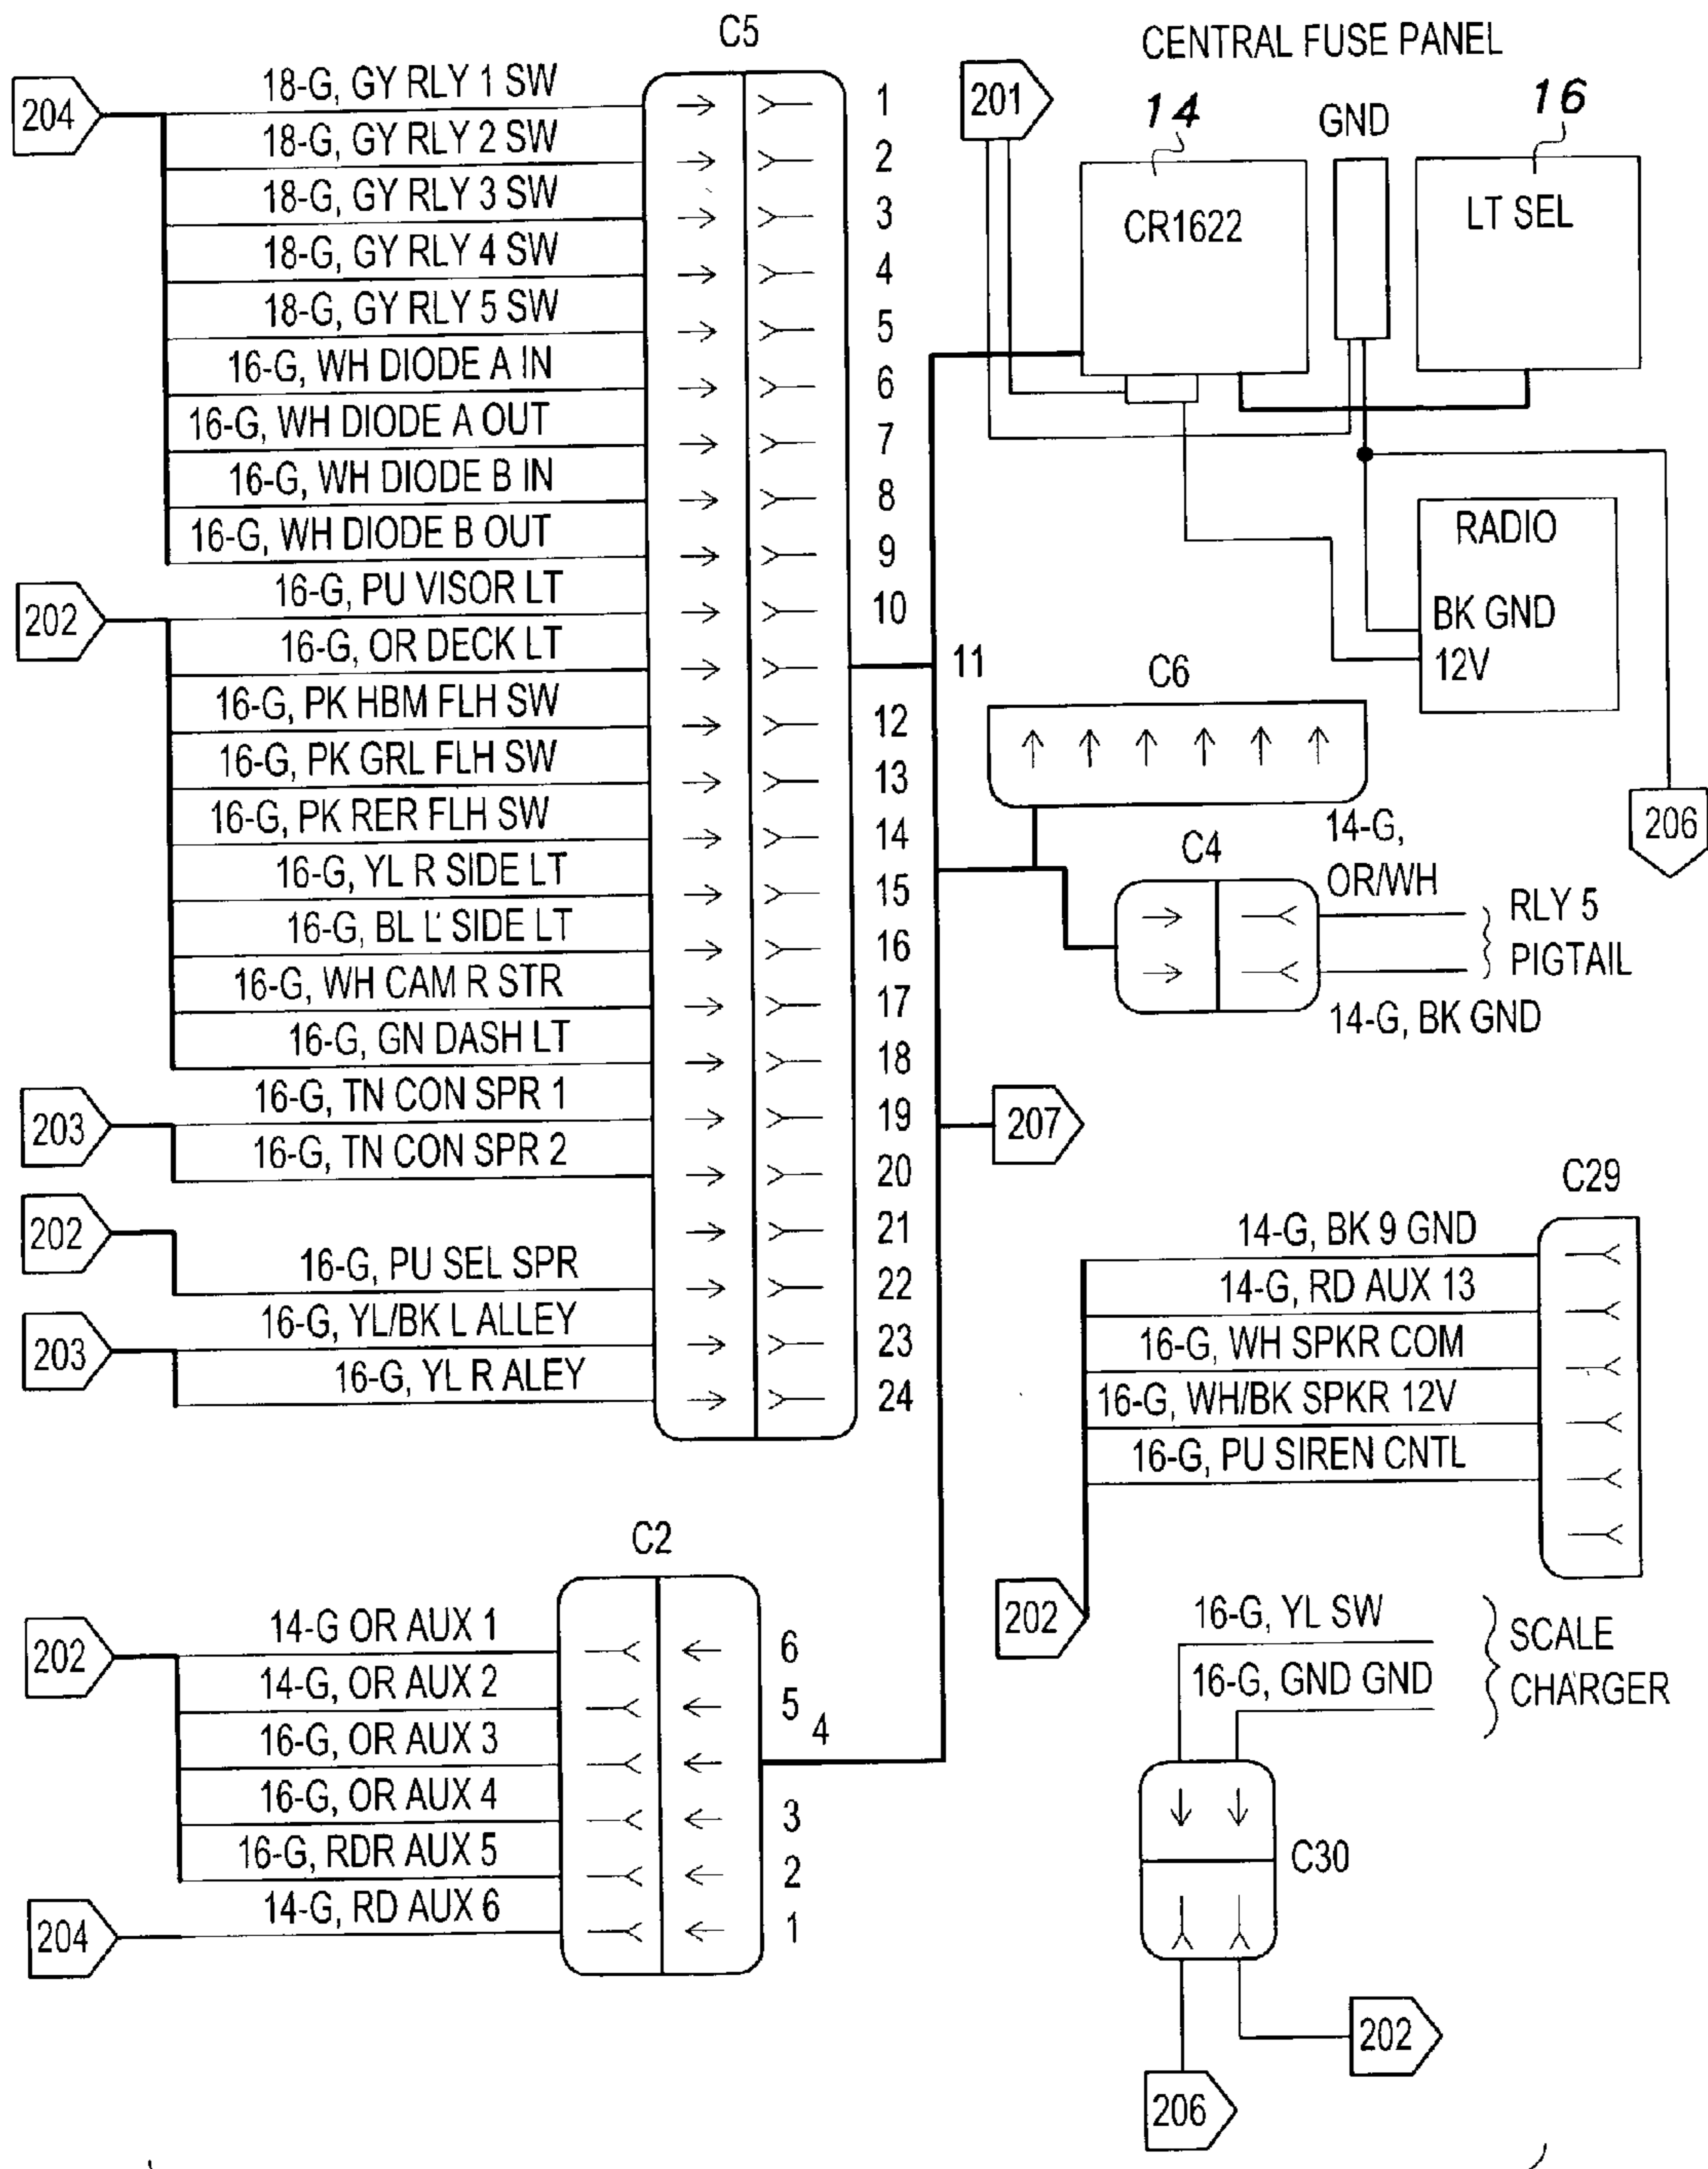 C5
204
18-G, GY RLY 1 SW
1
18-G, GY RLY 2 SW
2
18-G, GY RLY 3 SW
3
18-G, GY RLY 4 SW
4
18-G, GY RLY 5 SW
5
16-G, WH DIODE A IN
6
16-G, WH DIODE A OUT
7
16-G, WH DIODE B IN
8
16-G, WH DIODE B OUT
9
202
16-G, PU VISOR LT
10
16-G, OR DECK LT
11
16-G, PK HBM FLH SW
12
16-G, PK GRL FLH SW
13
16-G, PK RER FLH SW
14
16-G, YL R SIDE LT
15
16-G, BL L' SIDE LT
16
16-G, WH CAM R STR
17
16-G, GN DASH LT
18
203
16-G, TN CON SPR 1
19
16-G, TN CON SPR 2
20
202
21
16-G, PU SEL SPR
22
203
16-G, YL/BK L ALLEY
23
16-G, YL R ALEY
24
CENTRAL FUSE PANEL
201
14
GND
16
CR1622
LT SEL
RADIO
BK GND
12V
206
C6
C4
14-G,
OR/WH
RLY 5
PIGTAIL
14-G, BK GND
207
C29
14-G, BK 9 GND
14-G, RD AUX 13
16-G, WH SPKR COM
16-G, WH/BK SPKR 12V
16-G, PU SIREN CNTL
202
C2
202
14-G OR AUX 1
6
14-G, OR AUX 2
5
16-G, OR AUX 3
4
16-G, OR AUX 4
3
16-G, RDR AUX 5
2
204
14-G, RD AUX 6
1
16-G, YL SW
16-G, GND GND
SCALE
CHARGER
C30
202
206